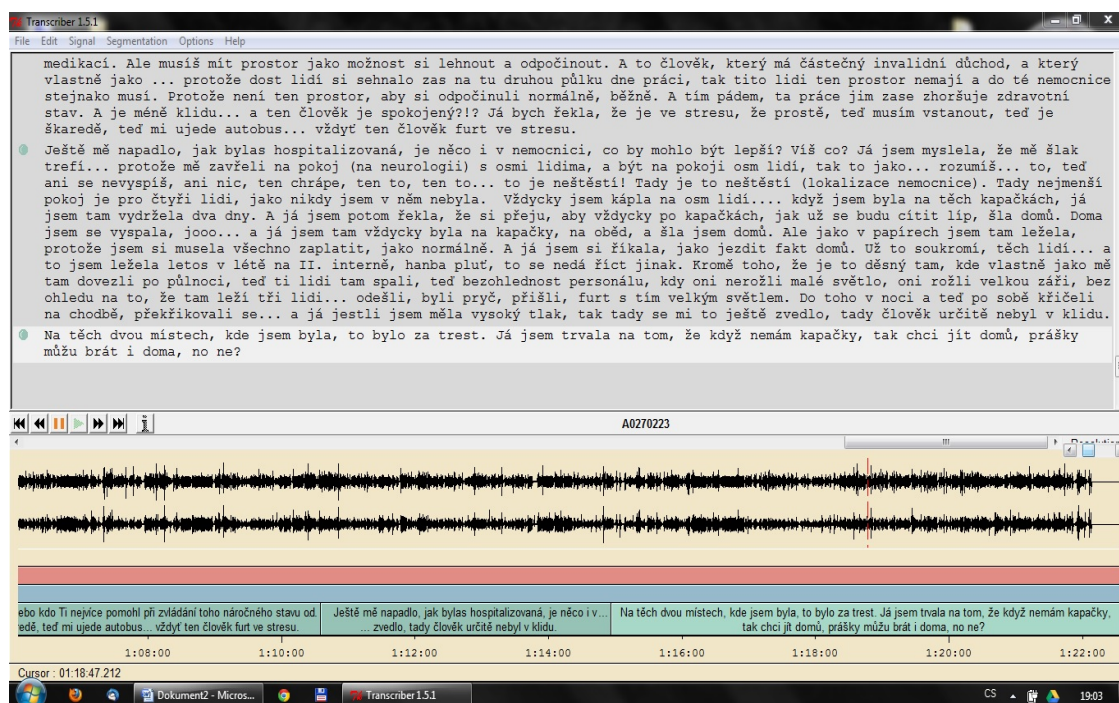 Transcriber 1.5.1
File Edit Signal Segmentation Options Help
medikací. Ale musíš mít prostor jako možnost si lehnout a odpočinout. A to člověk, který má částečný invalidní důchod, a který
vlastně jako ... protože dost lidí si sehnalo zas na tu druhou půlku dne práci, tak tito lidi ten prostor nemají a do té nemocnice
stejnako musí. Protože není ten prostor, aby si odpočinuli normálně, běžně. A tím pádem, ta práce jim zase zhoršuje zdravotní
stav. A je méně klidu... a ten člověk je spokojený?!? Já bych řekla, že je ve stresu, že prostě, teď musím vstanout, teď je
škaredě, teď mi ujede autobus... vždyť ten člověk furt ve stresu.
Ještě mě napadlo, jak bylas hospitalizovaná, je něco i v nemocnici, co by mohlo být lepší? Víš co? Já jsem myslela, že mě šlak
trefí... protože mě zavřeli na pokoj (na neurologii) s osmi lidima, a být na pokoji osm lidí, tak to jako... rozumíš... to, teď
ani se nevyspíš, ani nic, ten chrápe, ten to, ten to... to je neštěstí! Tady je to neštěstí (lokalizace nemocnice). Tady nejmenší
pokoj je pro čtyři lidi, jako nikdy jsem v něm nebyla. Vždycky jsem kápla na osm lidí.... když jsem byla na těch kapačkách, já
jsem tam vydržela dva dny. A já jsem potom řekla, že si přeju, aby vždycky po kapačkách, jak už se budu cítit líp, šla domů. Doma
jsem se vyspala, jooo... a já jsem tam vždycky byla na kapačky, na oběd, a šla jsem domů. Ale jako v papírech jsem tam ležela,
protože jsem si musela všechno zaplatit, jako normálně. A já jsem si říkala, jako jezdit fakt domů. Už to soukromí, těch lidí... a
to jsem ležela letos v létě na II. interně, hanba pluť, to se nedá říct jinak. Kromě toho, že je to děsný tam, kde vlastně jako mě
tam dovezli po půlnoci, teď ti lidi tam spali, teď bezohlednost personálu, kdy oni nerožli malé světlo, oni rožli velkou záři, bez
ohledu na to, že tam leží tři lidi... odešli, byli pryč, přišli, furt s tím velkým světlem. Do toho v noci a teď po sobě křičeli
na chodbě, překřikovali se... a já jestli jsem měla vysoký tlak, tak tady se mi to ještě zvedlo, tady člověk určitě nebyl v klidu.
Na těch dvou místech, kde jsem byla, to bylo za trest. Já jsem trvala na tom, že když nemám kapačky, tak chci jít domů, prášky
můžu brát i doma, no ne?
A0270223
ebo kdo Ti nejvíce pomohl při zvládání toho náročného stavu od. Ještě mě napadlo, jak bylas hospitalizovaná, je něco i v... Na těch dvou místech, kde jsem byla, to bylo za trest. Já jsem trvala na tom, že když nemám kapačky,
edě, teď mi ujede autobus... vždyť ten člověk furt ve stresu. ... zvedlo, tady člověk určitě nebyl v klidu. tak chci jít domů, prášky můžu brát i doma, no ne?
1:08:00 1:10:00 1:12:00 1:14:00 1:16:00 1:18:00 1:20:00 1:22:00
Cursor : 01:18:47.212
Dokument2 - Micros... Transcriber 1.5.1 CS 19:03